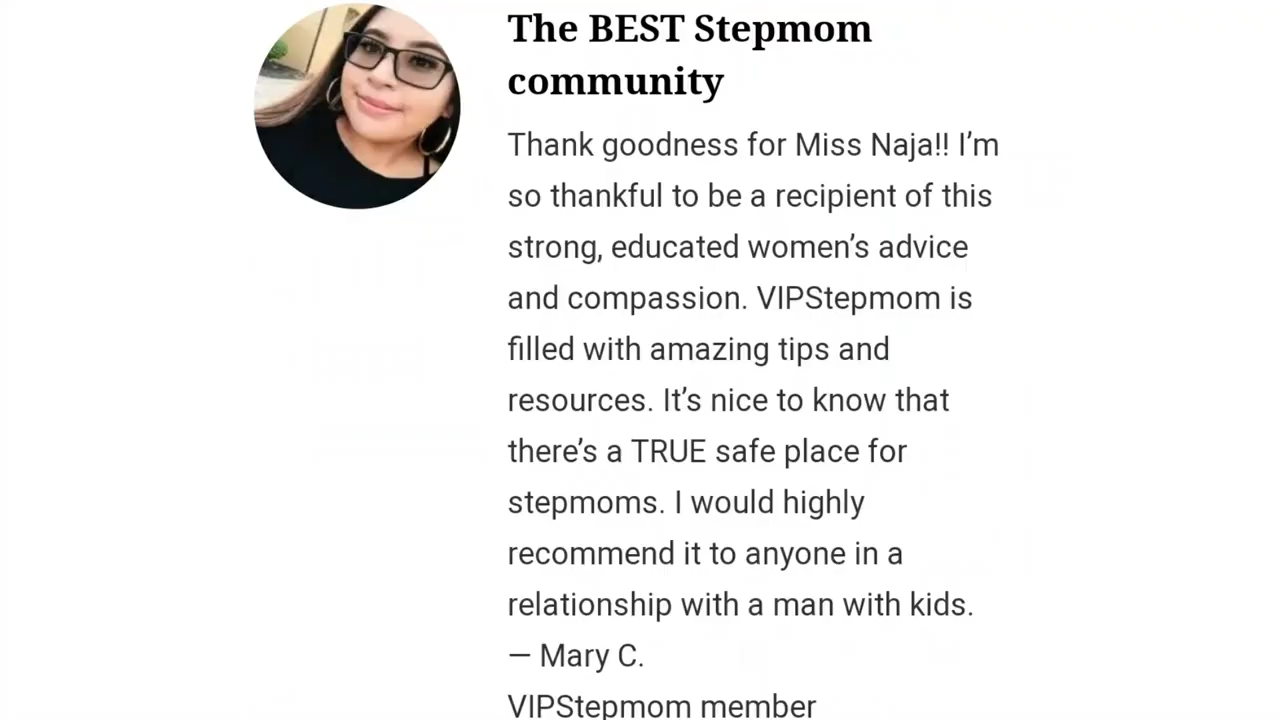 The BEST Stepmom
community
Thank goodness for Miss Naja!! I’m
so thankful to be a recipient of this
strong, educated women’s advice
and compassion. VIPStepmom is
filled with amazing tips and
resources. It’s nice to know that
there’s a TRUE safe place for
stepmoms. I would highly
recommend it to anyone in a
relationship with a man with kids.
— Mary C.
VIPStepmom member